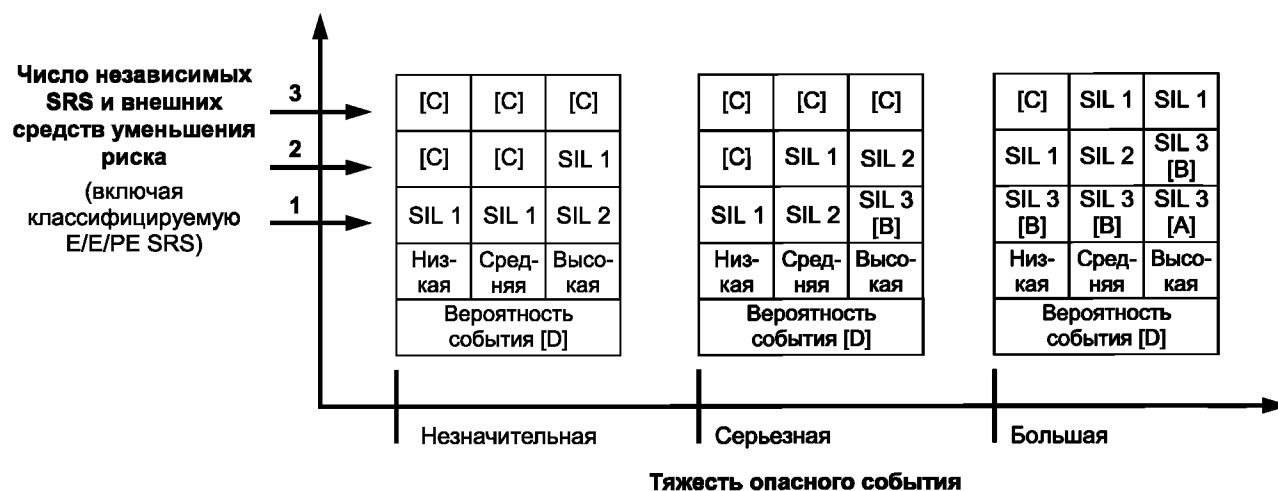 Число независимых
SRS и внешних
средств уменьшения
риска
(включая
классифицируемую
E/E/PE SRS)
3
2
1
[C] [C] [C]
[C] [C] SIL 1
SIL 1 SIL 1 SIL 2
Низ- Сред- Высо-
кая няя кая
Вероятность
события [D]
[C] [C] [C]
[C] SIL 1 SIL 2
SIL 1 SIL 2 SIL 3
[B]
Низ- Сред- Высо-
кая няя кая
Вероятность
события [D]
[C] SIL 1 SIL 1
SIL 1 SIL 2 SIL 3
[B]
SIL 3 SIL 3 SIL 3
[B] [B] [A]
Низ- Сред- Высо-
кая няя кая
Вероятность
события [D]
Незначительная
Серьезная
Большая
Тяжесть опасного события